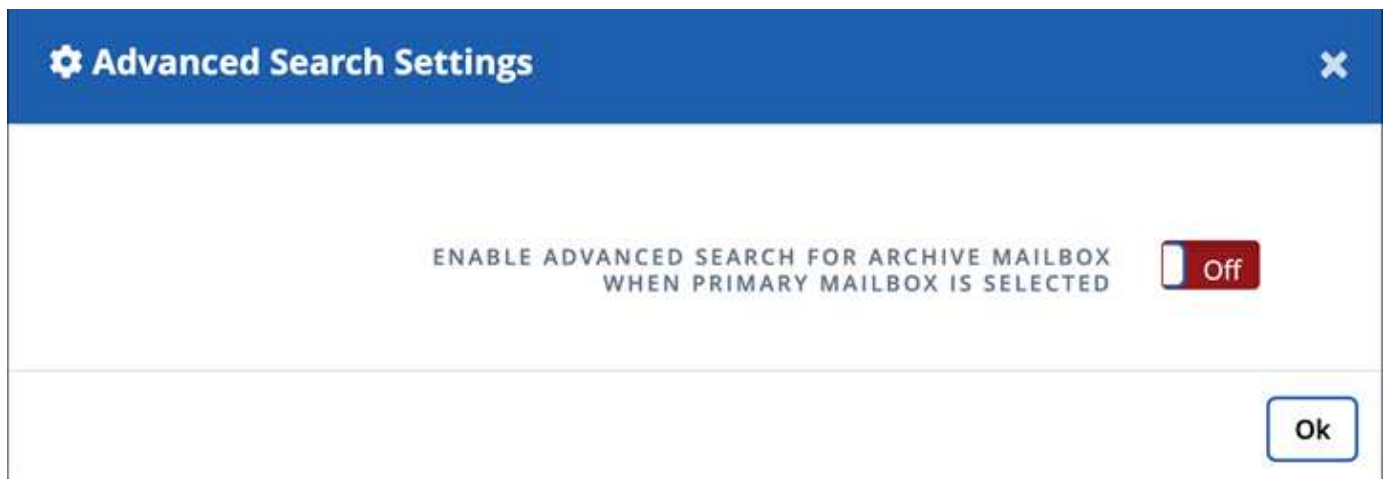 Advanced Search Settings
ENABLE ADVANCED SEARCH FOR ARCHIVE MAILBOX
WHEN PRIMARY MAILBOX IS SELECTED
Off
Ok